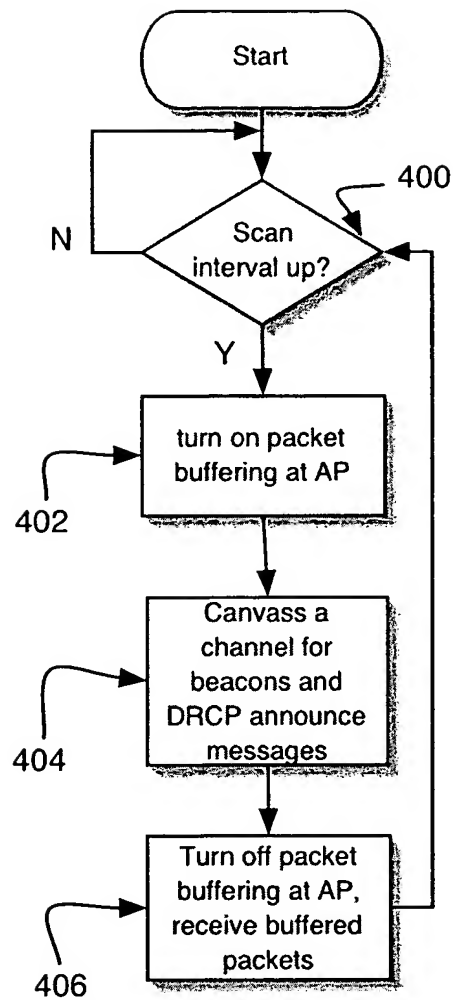 Start
400
Scan
interval up?
N
Y
turn on packet
buffering at AP
402
Canvass a
channel for
beacons and
DRCP announce
messages
404
Turn off packet
buffering at AP,
receive buffered
packets
406